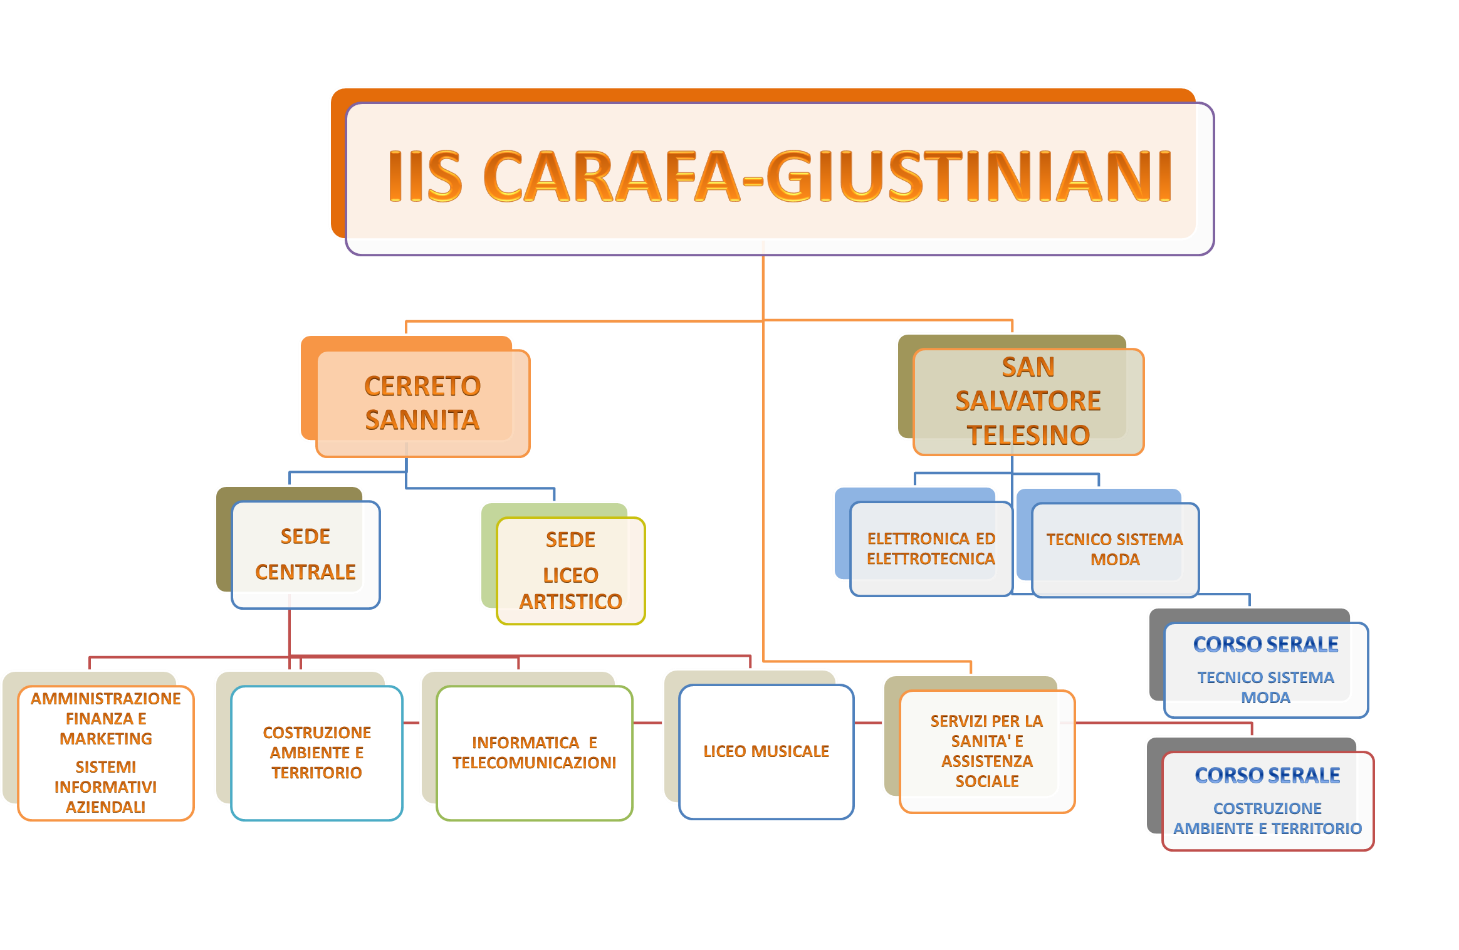 IIS CARAFA-GIUSTINIANI
CERRETO
SANNITA
SAN
SALVATORE
TELESINO
SEDE
CENTRALE
SEDE
LICEO
ARTISTICO
ELETTRONICA ED
ELETTROTECNICA
TECNICO SISTEMA
MODA
CORSO SERALE
TECNICO SISTEMA
MODA
AMMINISTRAZIONE
FINANZA E
MARKETING
SISTEMI
INFORMATIVI
AZIENDALI
COSTRUZIONE
AMBIENTE E
TERRITORIO
INFORMATICA E
TELECOMUNICAZIONI
LICEO MUSICALE
SERVIZI PER LA
SANITA' E
ASSISTENZA
SOCIALE
CORSO SERALE
COSTRUZIONE
AMBIENTE E TERRITORIO